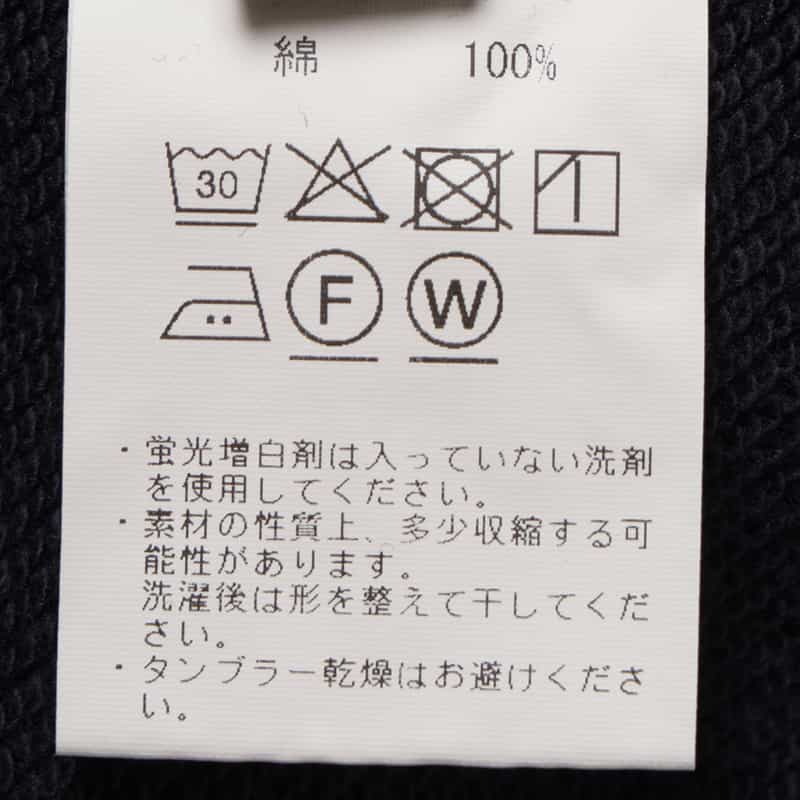 綿 100%
30
F W
・蛍光増白剤は入っていない洗剤
を使用してください。
・素材の性質上、多少収縮する可
能性があります。
洗濯後は形を整えて干してくだ
さい。
・タンブラー乾燥はお避けくださ
い。